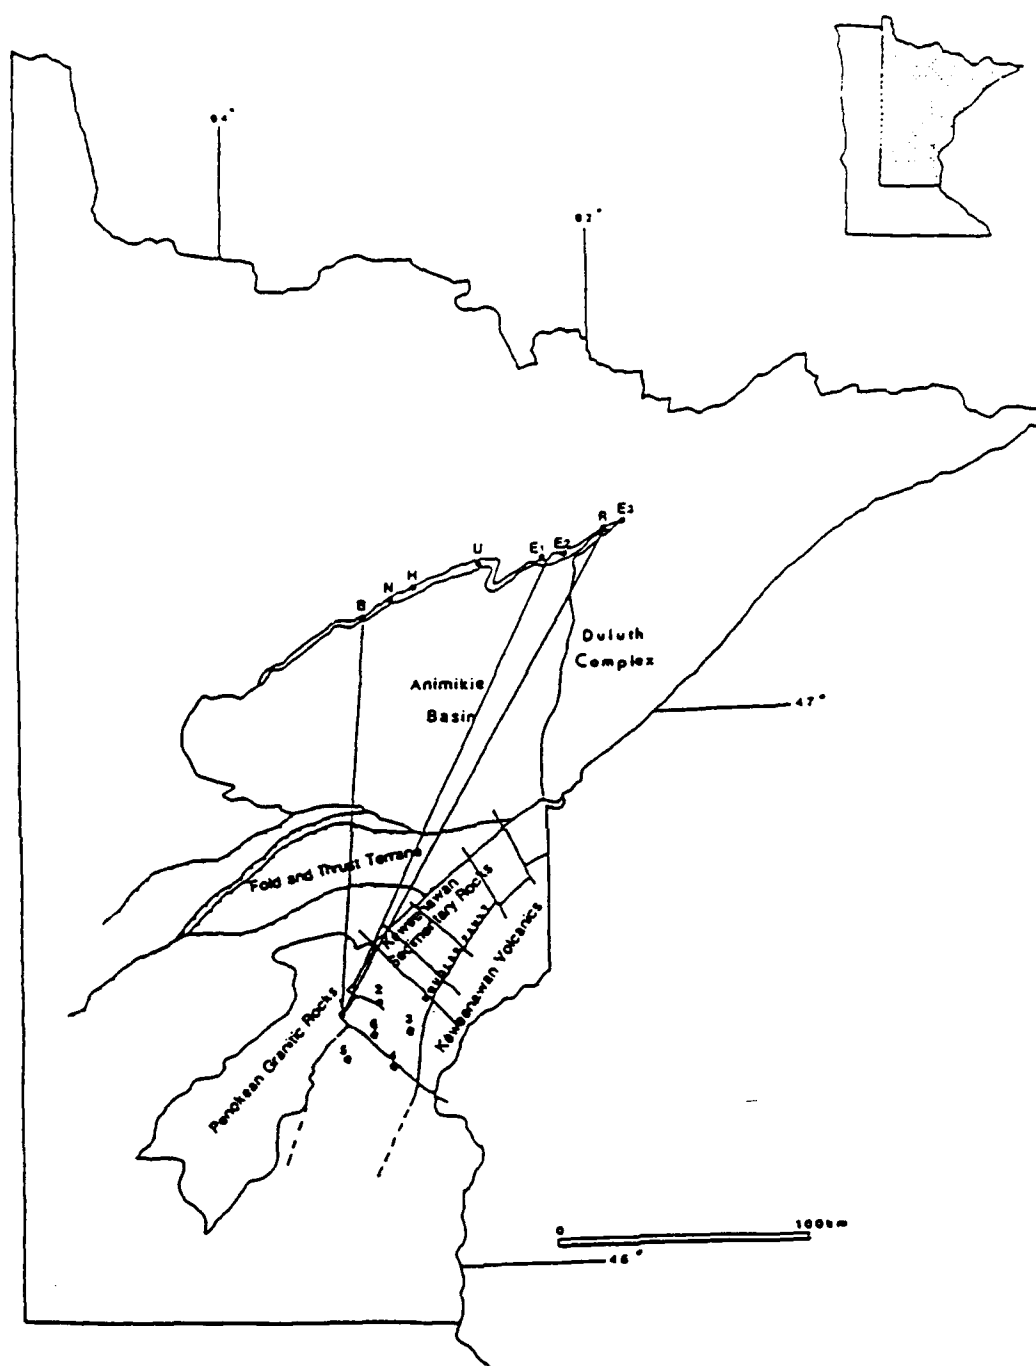 94°
92°
E3
R
E2
E1
U
H
N
B
Duluth
Complex
Animikie
Basin
47°
Fold and Thrust Terrane
Keweenawan
Sedimentary Rocks
Keweenawan Volcanics
Penokean Granitic Rocks
2
3
6
5
4
0
100km
46°